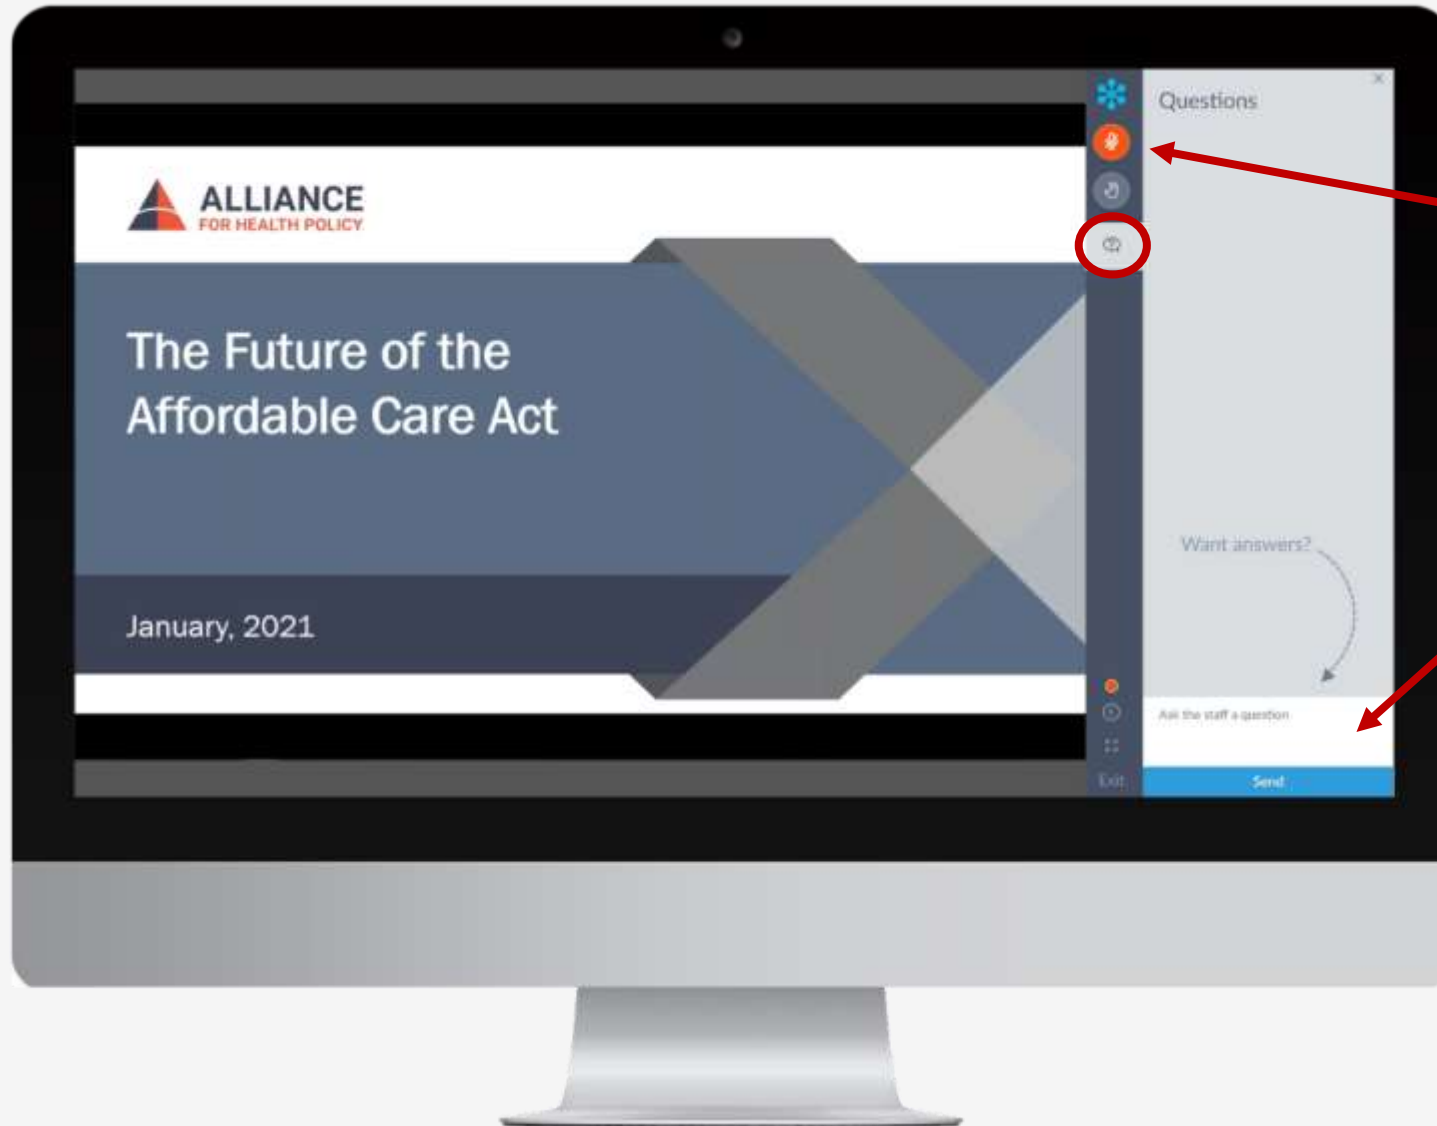 ALLIANCE
FOR HEALTH POLICY
The Future of the
Affordable Care Act
January, 2021
Questions
Want answers?
Ask the staff a question
Send
Exit